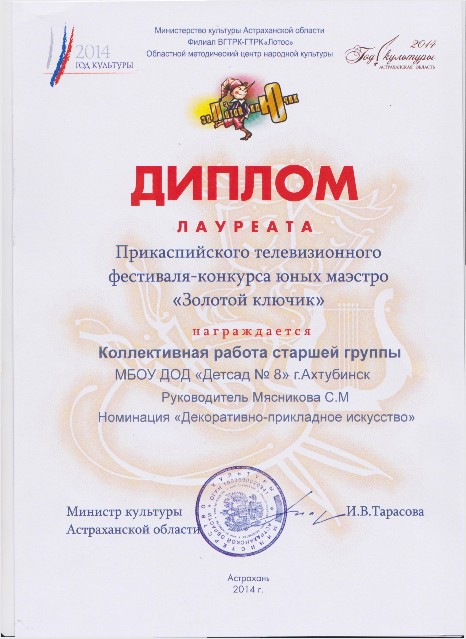 2014
ГОД КУЛЬТУРЫ
Министерство культуры Астраханской области
Филиал ВГТРК-ГТРК«Лотос»
Областной методический центр народной культуры
2014
Год культуры
АСТРАХАНСКАЯ ОБЛАСТЬ
ДИПЛОМ
ЛАУРЕАТА
Прикаспийского телевизионного
фестиваля-конкурса юных маэстро
«Золотой ключик»
награждается
Коллективная работа старшей группы
МБОУ ДОД «Детсад № 8» г.Ахтубинск
Руководитель Мясникова С.М
Номинация «Декоративно-прикладное искусство»
Министр культуры
Астраханской области
И.В.Тарасова
Астрахань
2014 г.